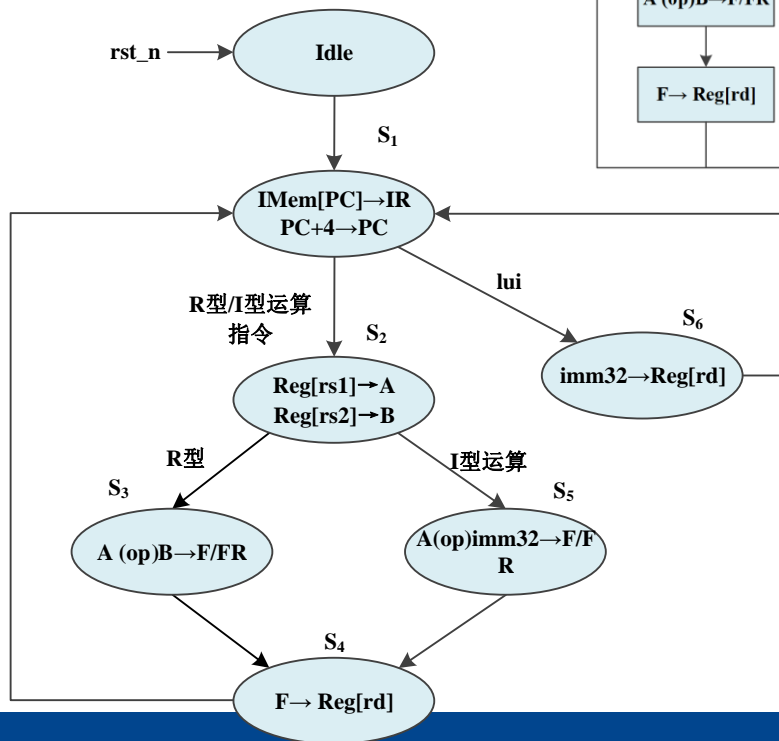 A (op)B→F/FR
F→ Reg[rd]
rst_n
Idle
S1
IMem[PC]→IR
PC+4→PC
lui
R型/I型运算
指令
S2
S6
imm32→Reg[rd]
Reg[rs1]→A
Reg[rs2]→B
R型
I型运算
S3
S5
A (op)B→F/FR
A(op)imm32→F/F
R
S4
F→ Reg[rd]